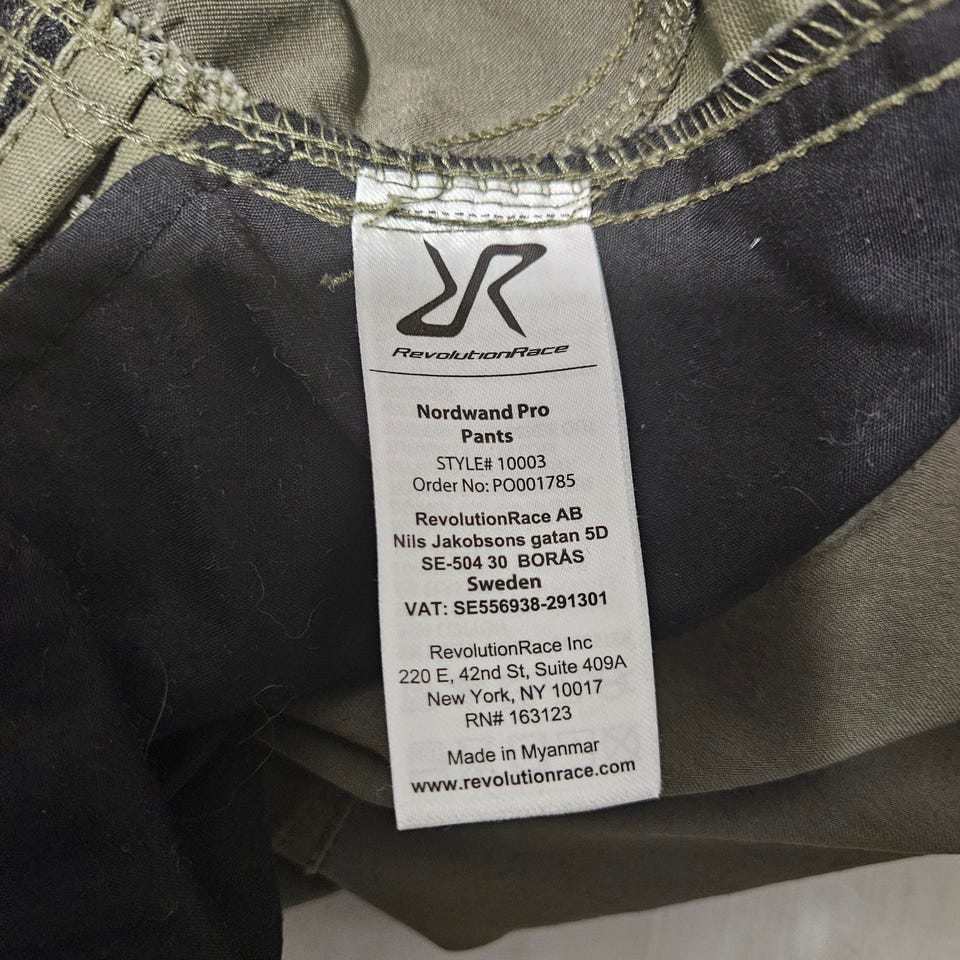 RevolutionRace
Nordwand Pro
Pants
STYLE# 10003
Order No: PO001785
RevolutionRace AB
Nils Jakobsons gatan 5D
SE-504 30 BORÅS
Sweden
VAT: SE556938-291301
RevolutionRace Inc
220 E, 42nd St, Suite 409A
New York, NY 10017
RN# 163123
Made in Myanmar
www.revolutionrace.com